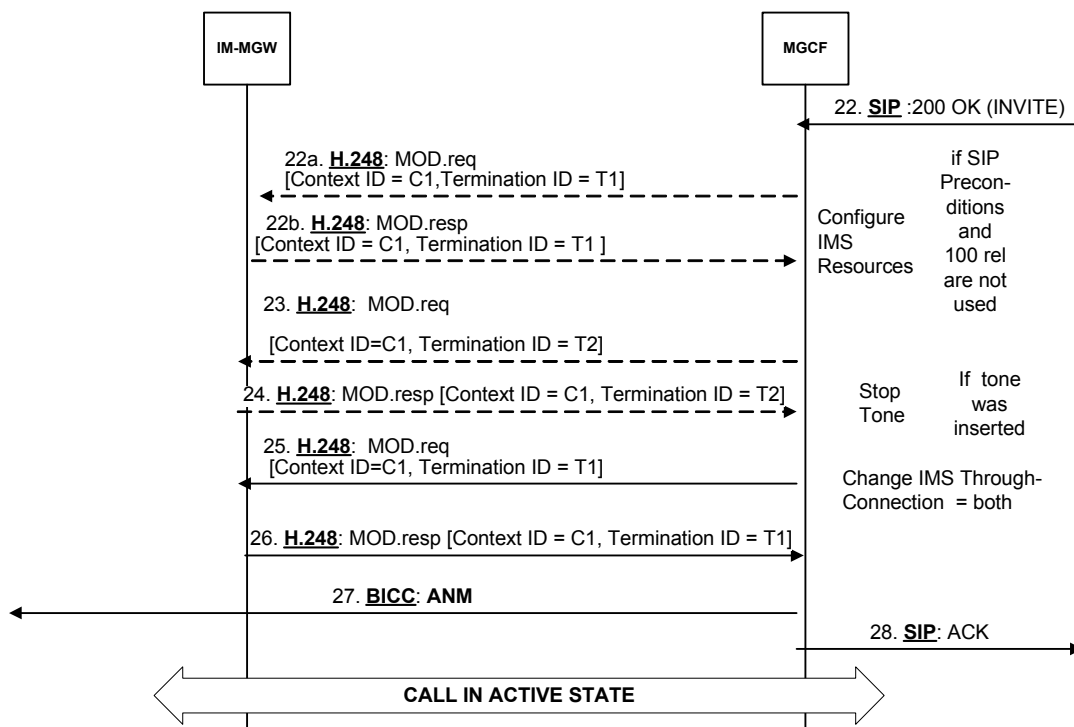 IM-MGW
MGCF
22. SIP :200 OK (INVITE)
22a. H.248: MOD.req
[Context ID = C1,Termination ID = T1]
22b. H.248: MOD.resp
[Context ID = C1, Termination ID = T1 ]
Configure
IMS
Resources
if SIP
Precon-
ditions
and
100 rel
are not
used
23. H.248: MOD.req
[Context ID=C1, Termination ID = T2]
24. H.248: MOD.resp [Context ID = C1, Termination ID = T2]
Stop
Tone
If tone
was
inserted
25. H.248: MOD.req
[Context ID=C1, Termination ID = T1]
Change IMS Through-
Connection = both
26. H.248: MOD.resp [Context ID = C1, Termination ID = T1]
27. BICC: ANM
28. SIP: ACK
CALL IN ACTIVE STATE